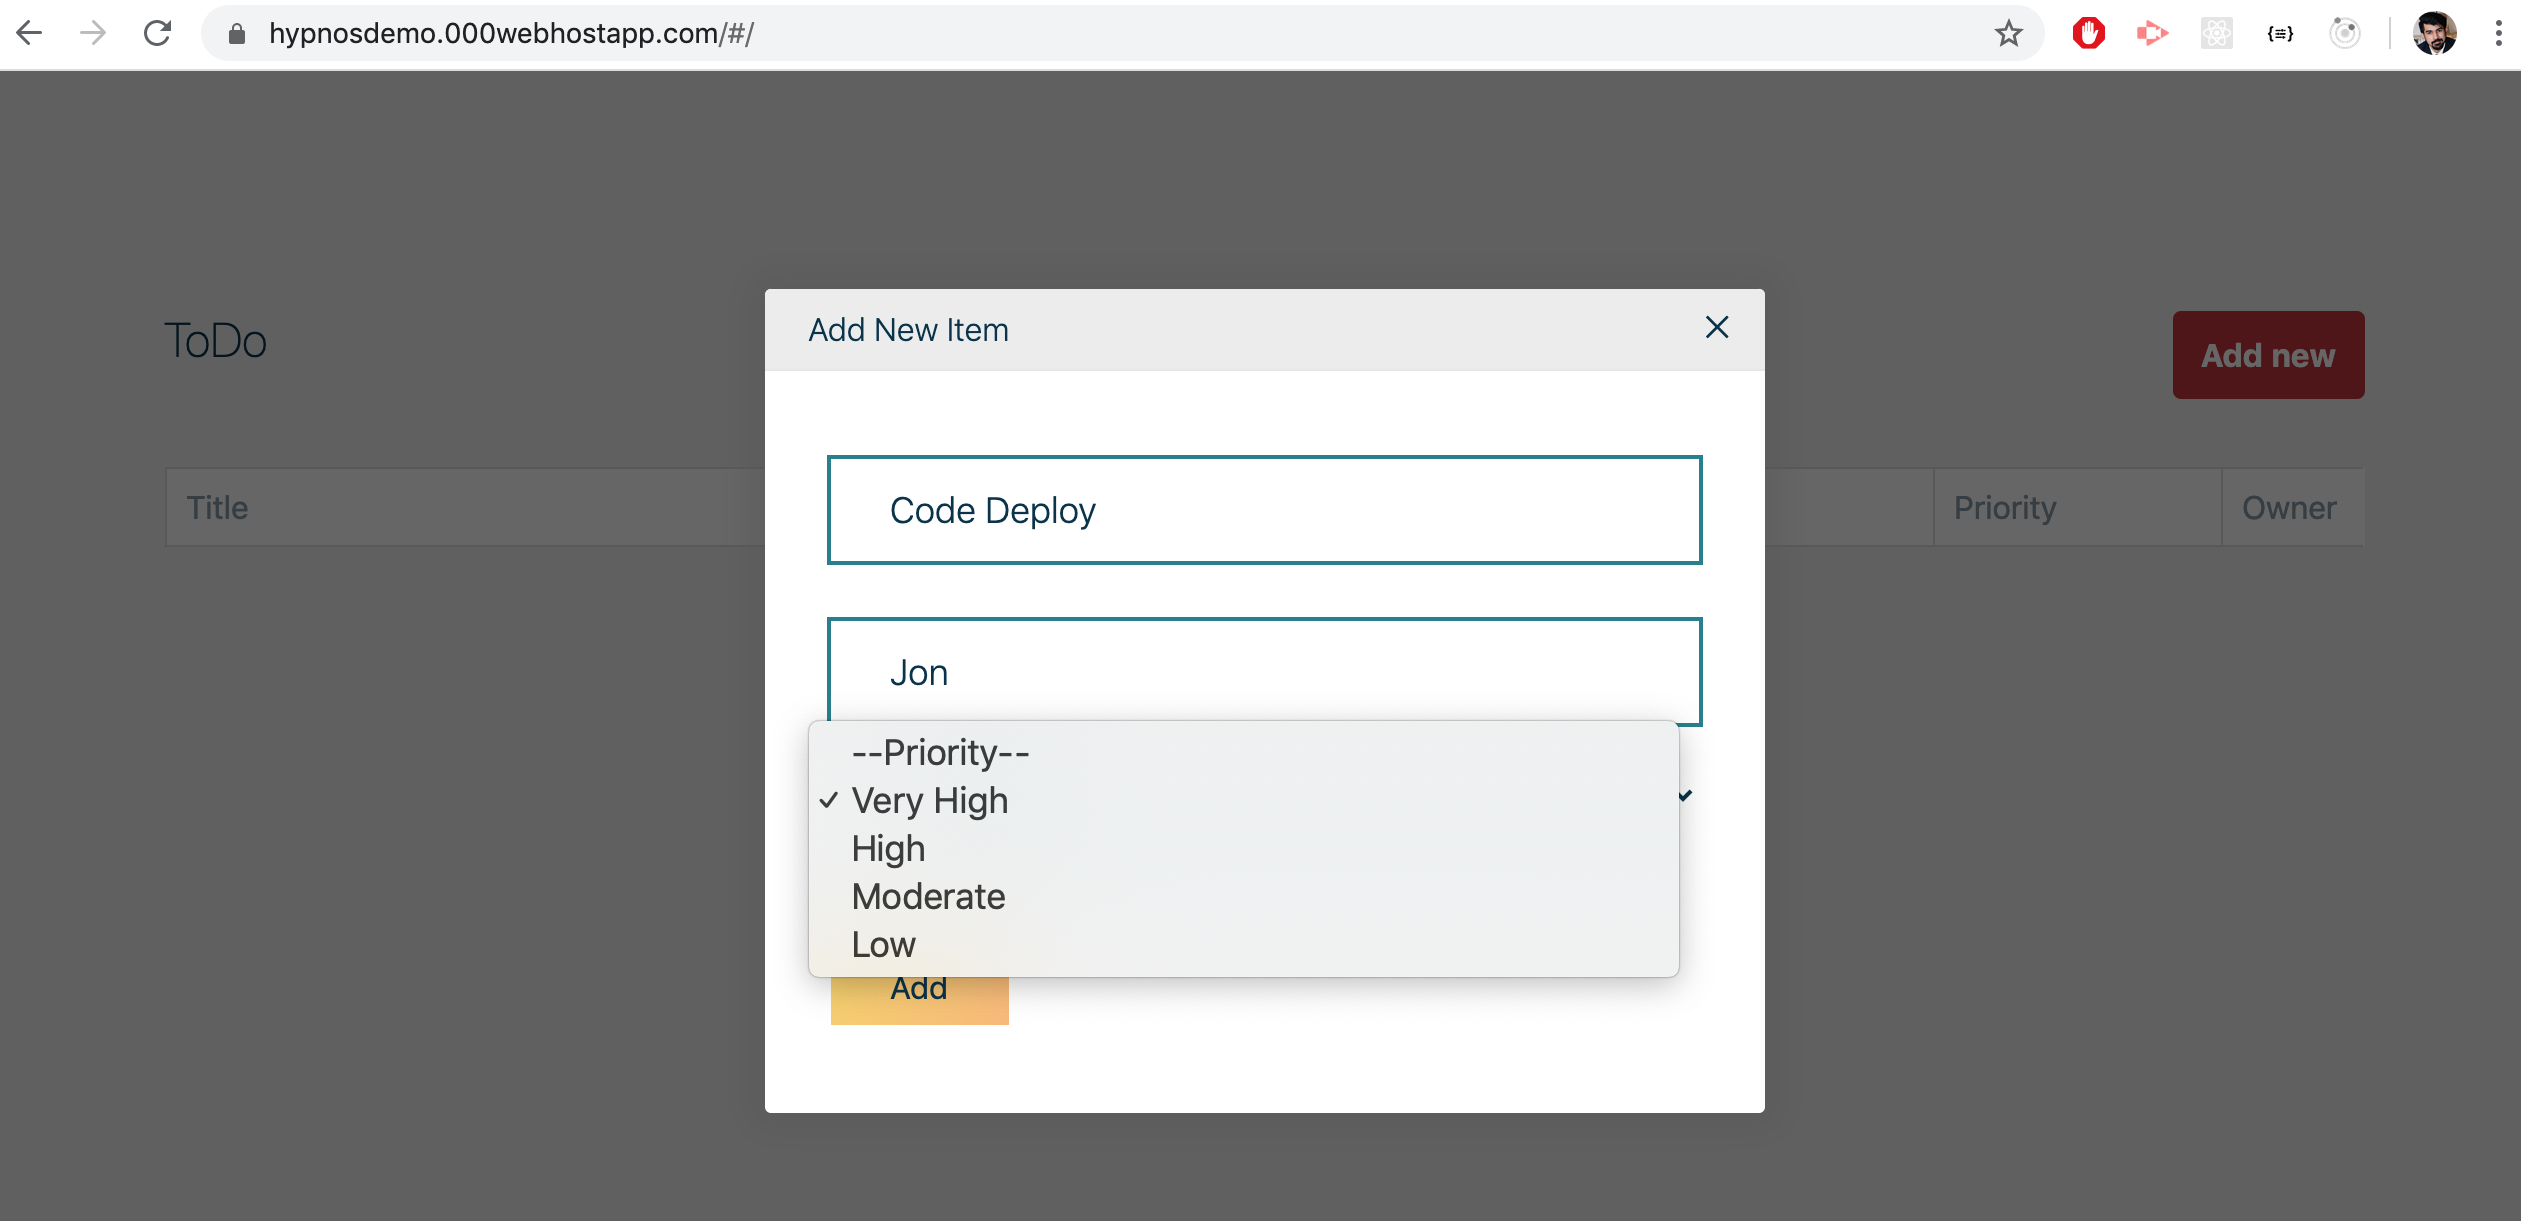 hypnosdemo.000webhostapp.com/#/
ToDo
Add new
Title
Priority
Owner
Add New Item
Code Deploy
Jon
--Priority--
✓ Very High
High
Moderate
Low
Add